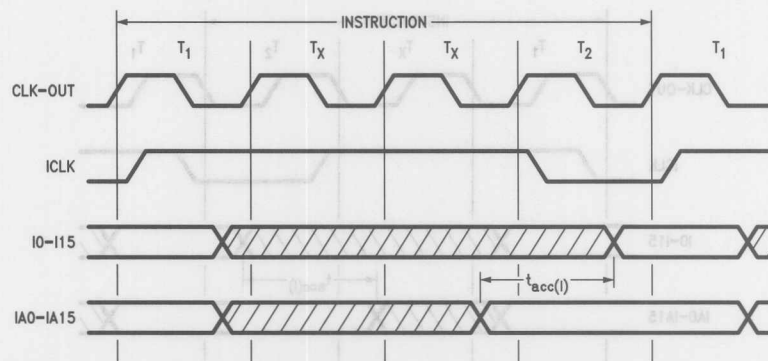 INSTRUCTION
T1 TX TX T2 T1
CLK-OUT
ICLK
I0-I15
tacc(I)
IA0-IA15